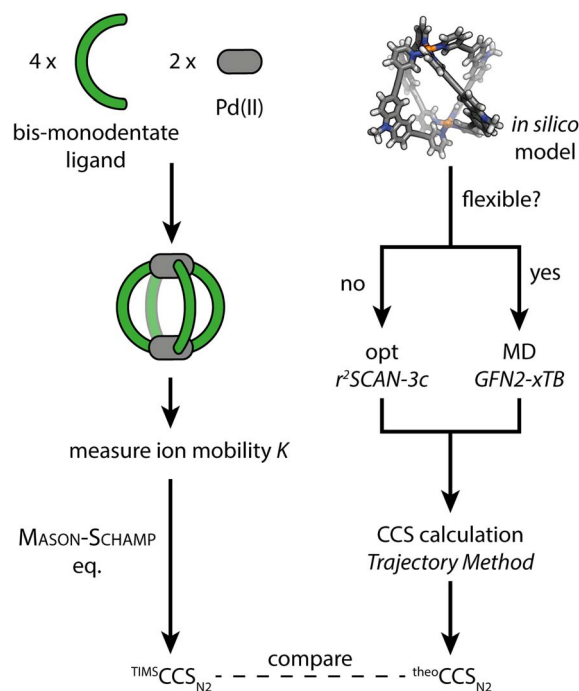 4 x
2 x
bis-monodentate
ligand
Pd(II)
measure ion mobility K
MASON-SCHAMP
eq.
TIMSCCSN2
in silico
model
flexible?
no
yes
opt
r²SCAN-3c
MD
GFN2-xTB
CCS calculation
Trajectory Method
compare
theoCCSN2